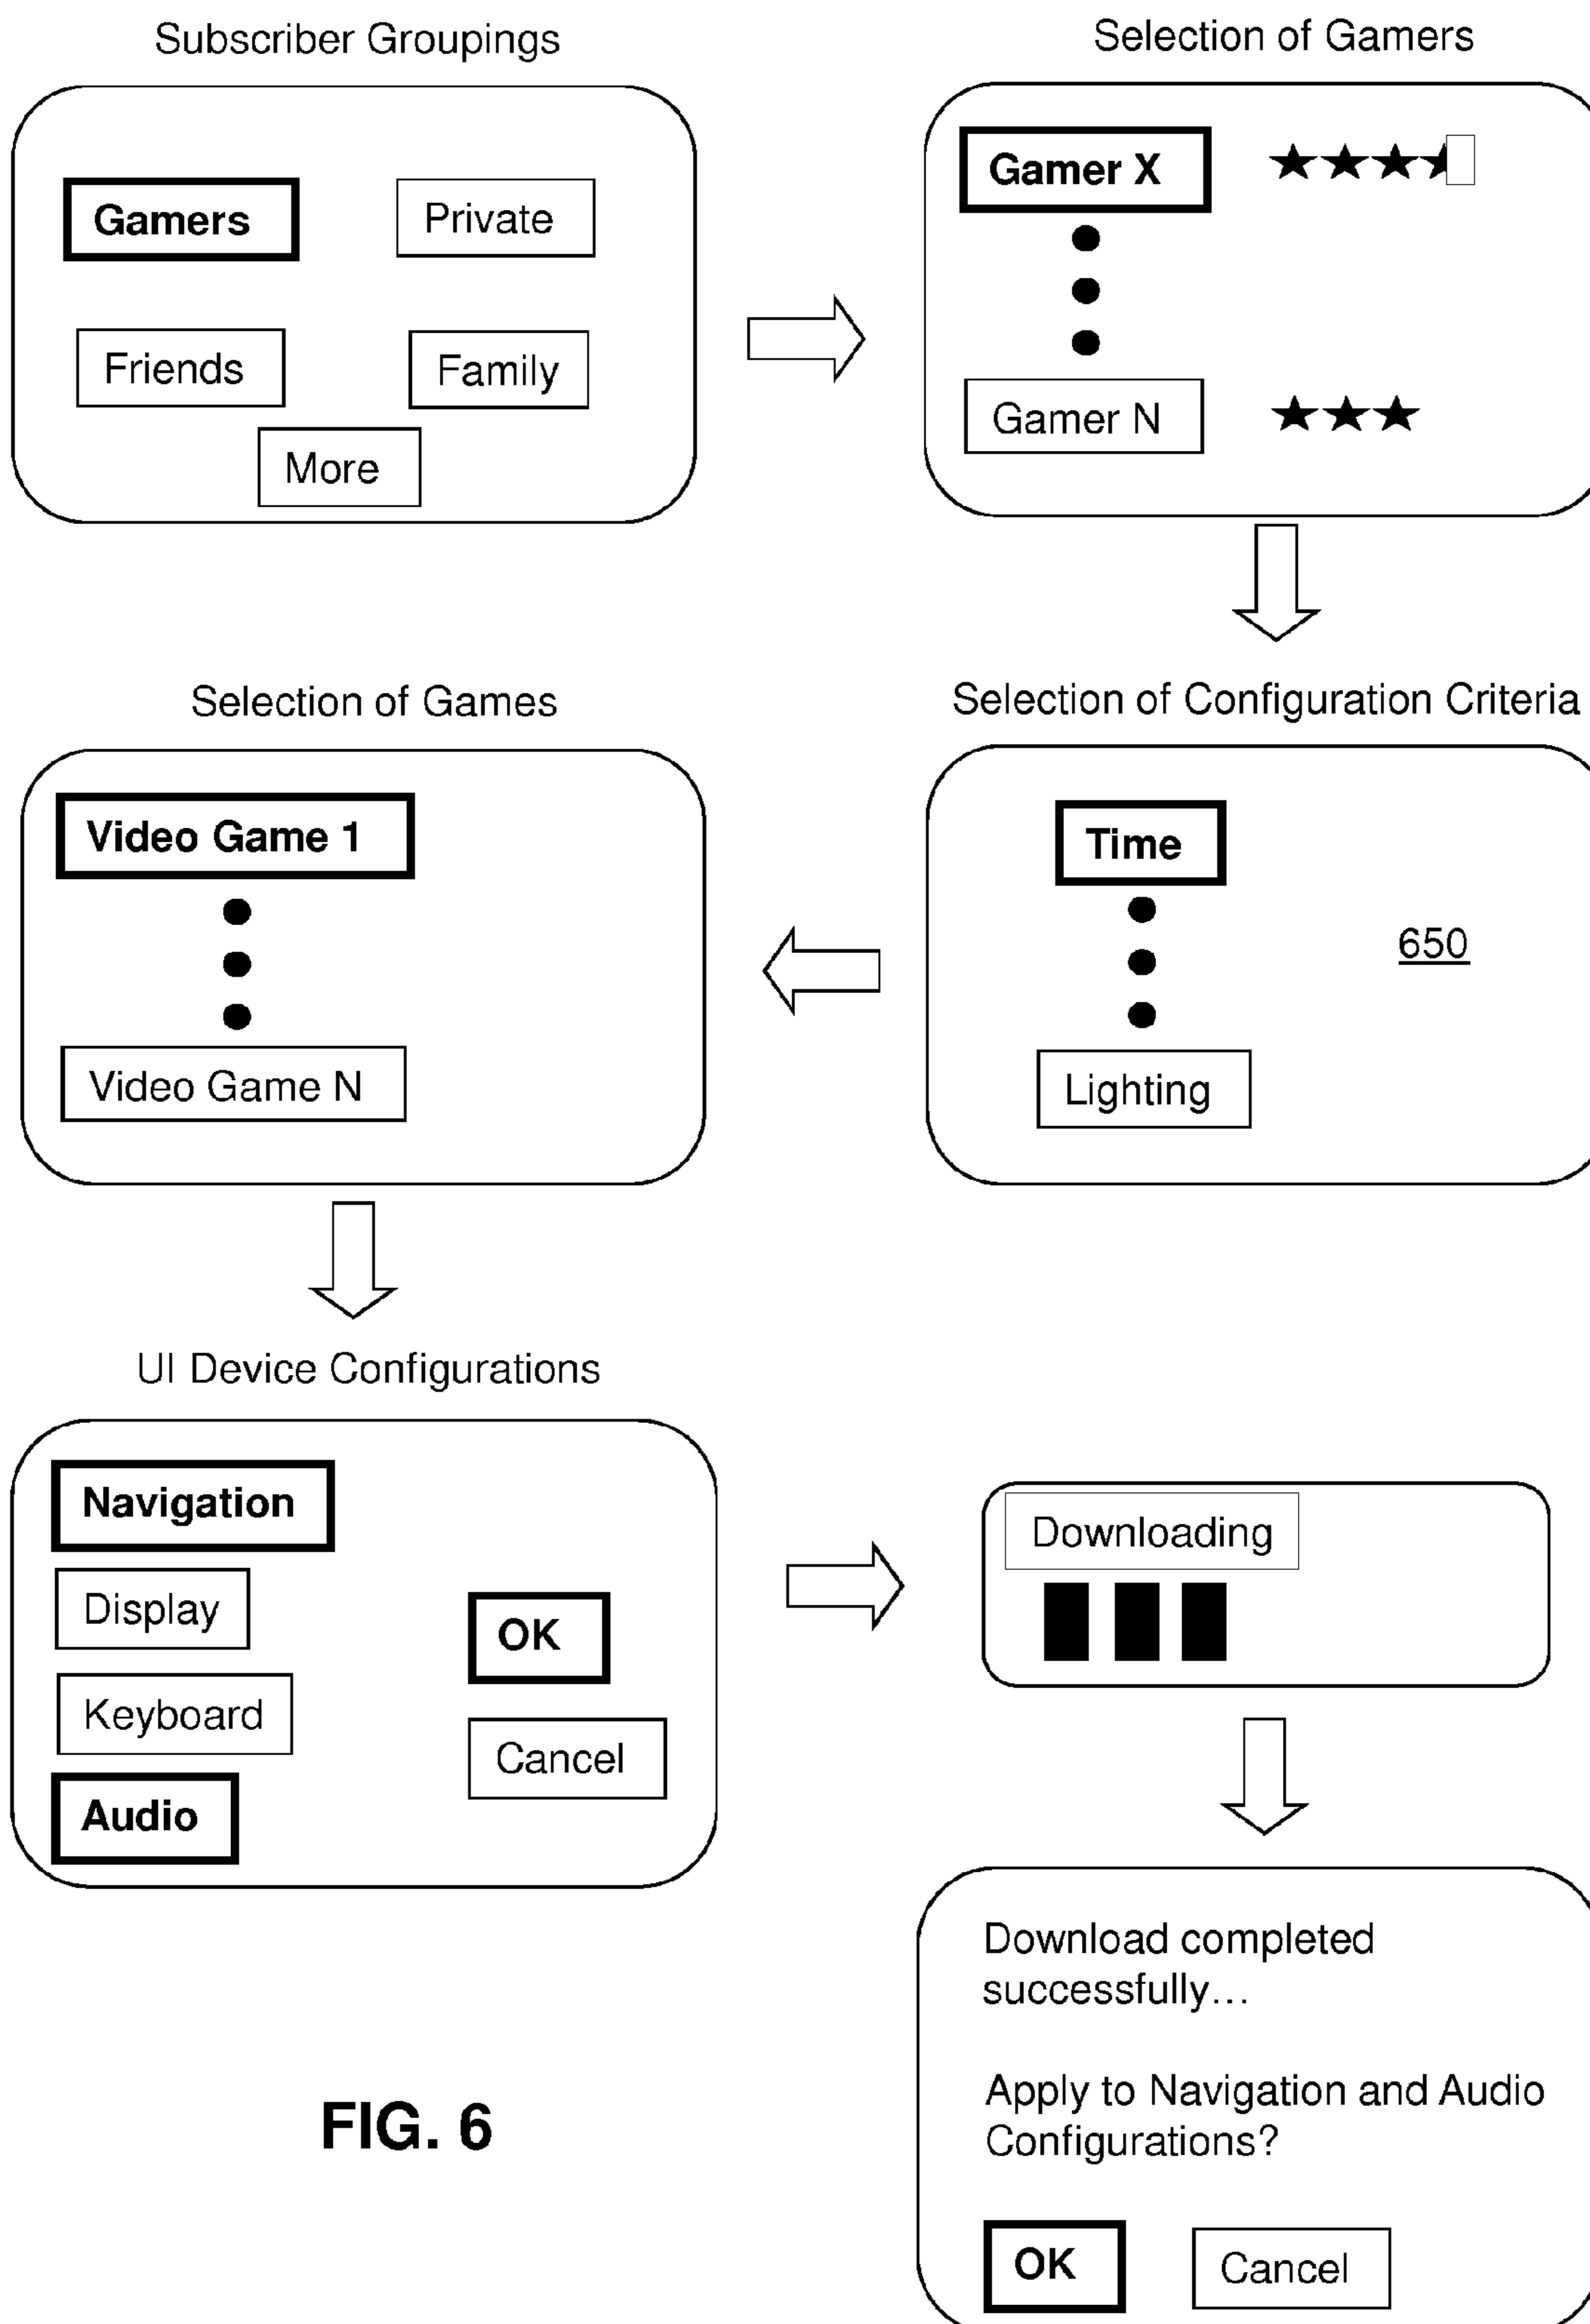 Subscriber Groupings
Gamers
Private
Friends
Family
More
Selection of Gamers
Gamer X
Gamer N
Selection of Configuration Criteria
Time
650
Lighting
Selection of Games
Video Game 1
Video Game N
UI Device Configurations
Navigation
Display
Keyboard
Audio
OK
Cancel
Downloading
Download completed
successfully...
Apply to Navigation and Audio
Configurations?
OK
Cancel
FIG. 6